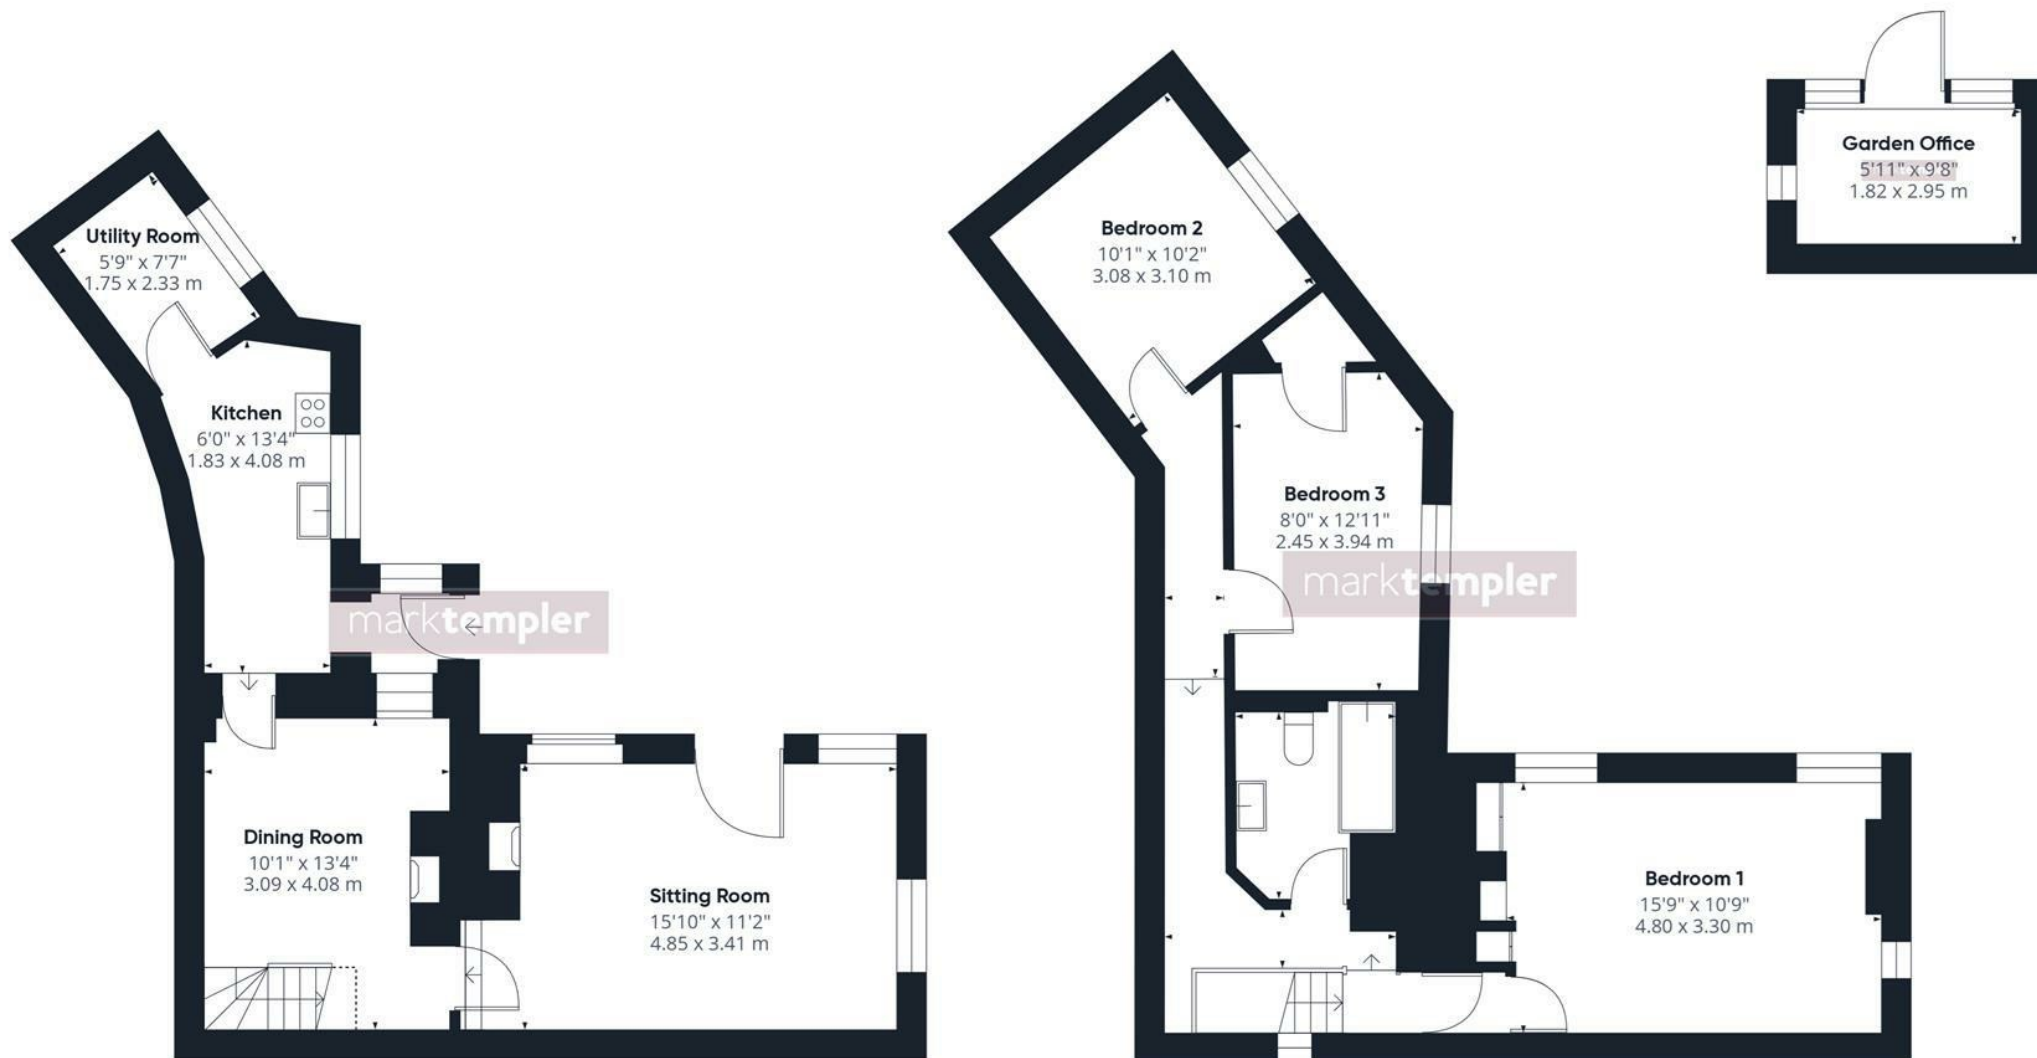 Utility Room
5'9" x 7'7"
1.75 x 2.33 m
Kitchen
6'0" x 13'4"
1.83 x 4.08 m
Dining Room
10'1" x 13'4"
3.09 x 4.08 m
Sitting Room
15'10" x 11'2"
4.85 x 3.41 m
marktempler
Bedroom 2
10'1" x 10'2"
3.08 x 3.10 m
Bedroom 3
8'0" x 12'11"
2.45 x 3.94 m
marktempler
Bedroom 1
15'9" x 10'9"
4.80 x 3.30 m
Garden Office
5'11" x 9'8"
1.82 x 2.95 m